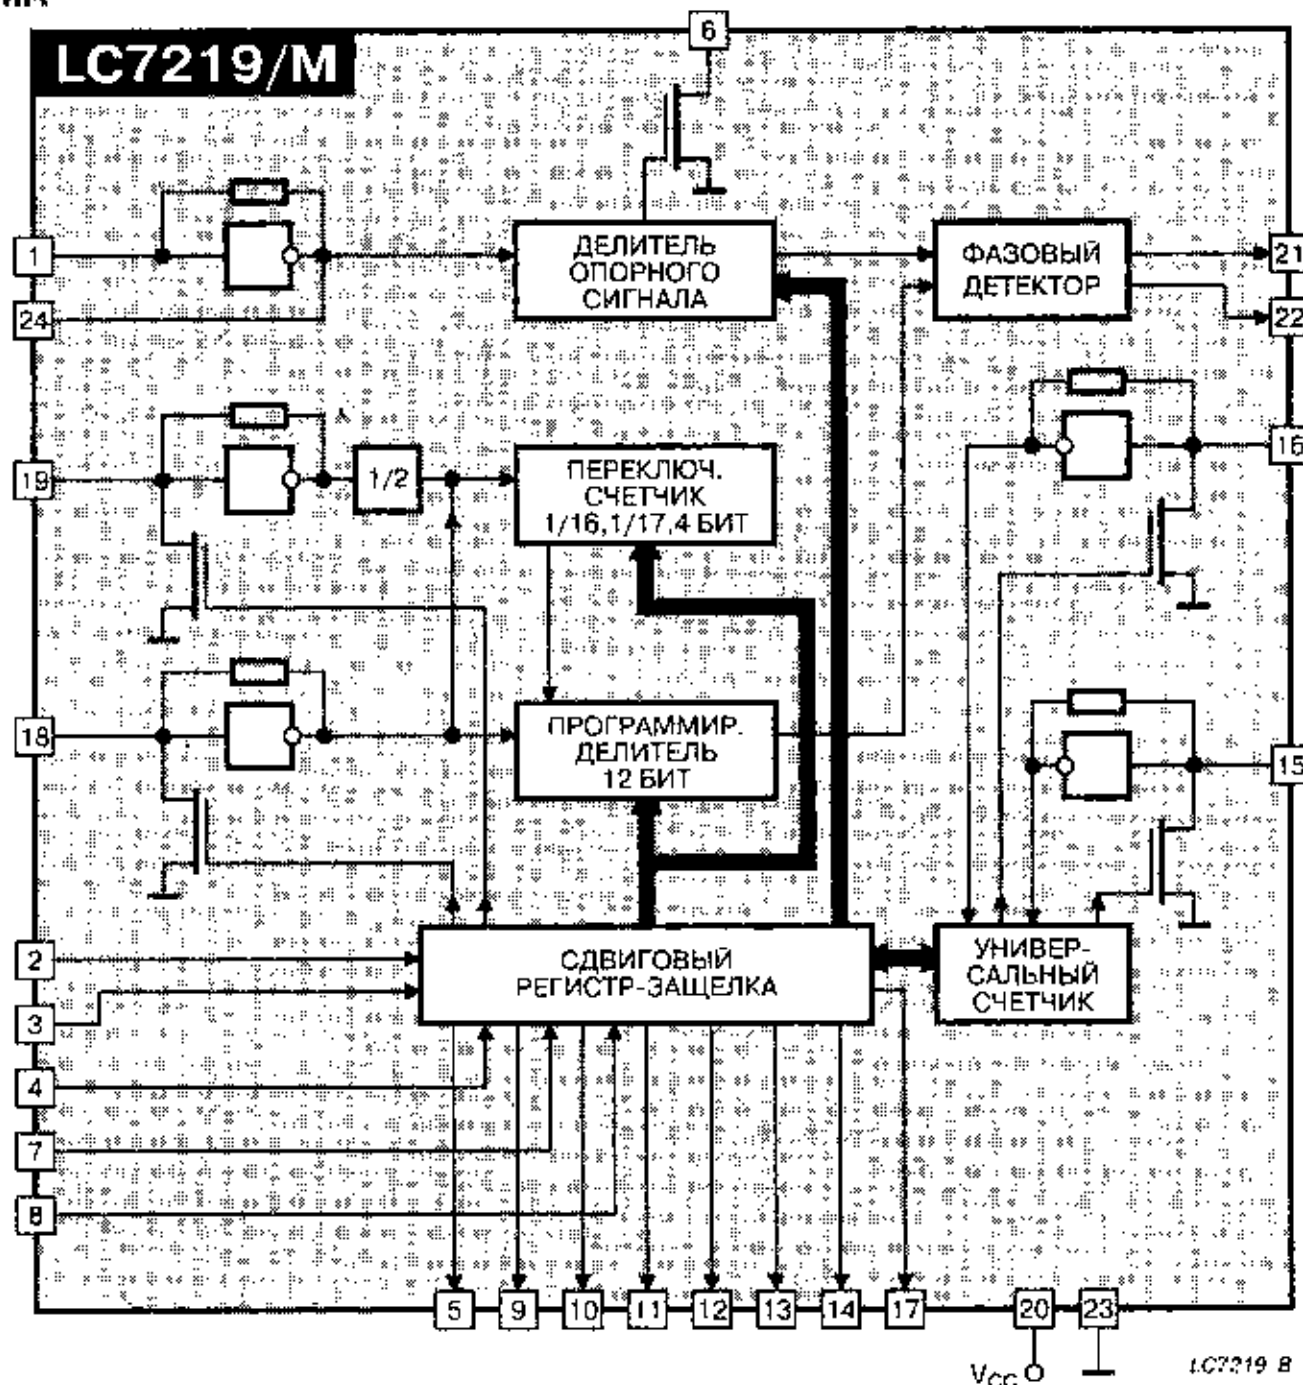 LC7219/M
6
1
24
19
18
2
3
4
7
8
ДЕЛИТЕЛЬ
ОПОРНОГО
СИГНАЛА
ФАЗОВЫЙ
ДЕТЕКТОР
21
22
1/2
ПЕРЕКЛЮЧ.
СЧЕТЧИК
1/16,1/17,4 БИТ
16
ПРОГРАММИР.
ДЕЛИТЕЛЬ
12 БИТ
15
СДВИГОВЫЙ
РЕГИСТР-ЗАЩЕЛКА
УНИВЕР-
САЛЬНЫЙ
СЧЕТЧИК
5
9
10
11
12
13
14
17
20
23
VCC
LC7219 B